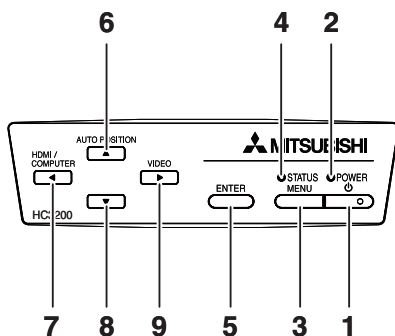 6
4 2
AUTO POSITION
MITSUBISHI
HDMI /
COMPUTER
VIDEO
STATUS POWER
ENTER MENU
HC3200
7 8 9 5 3 1